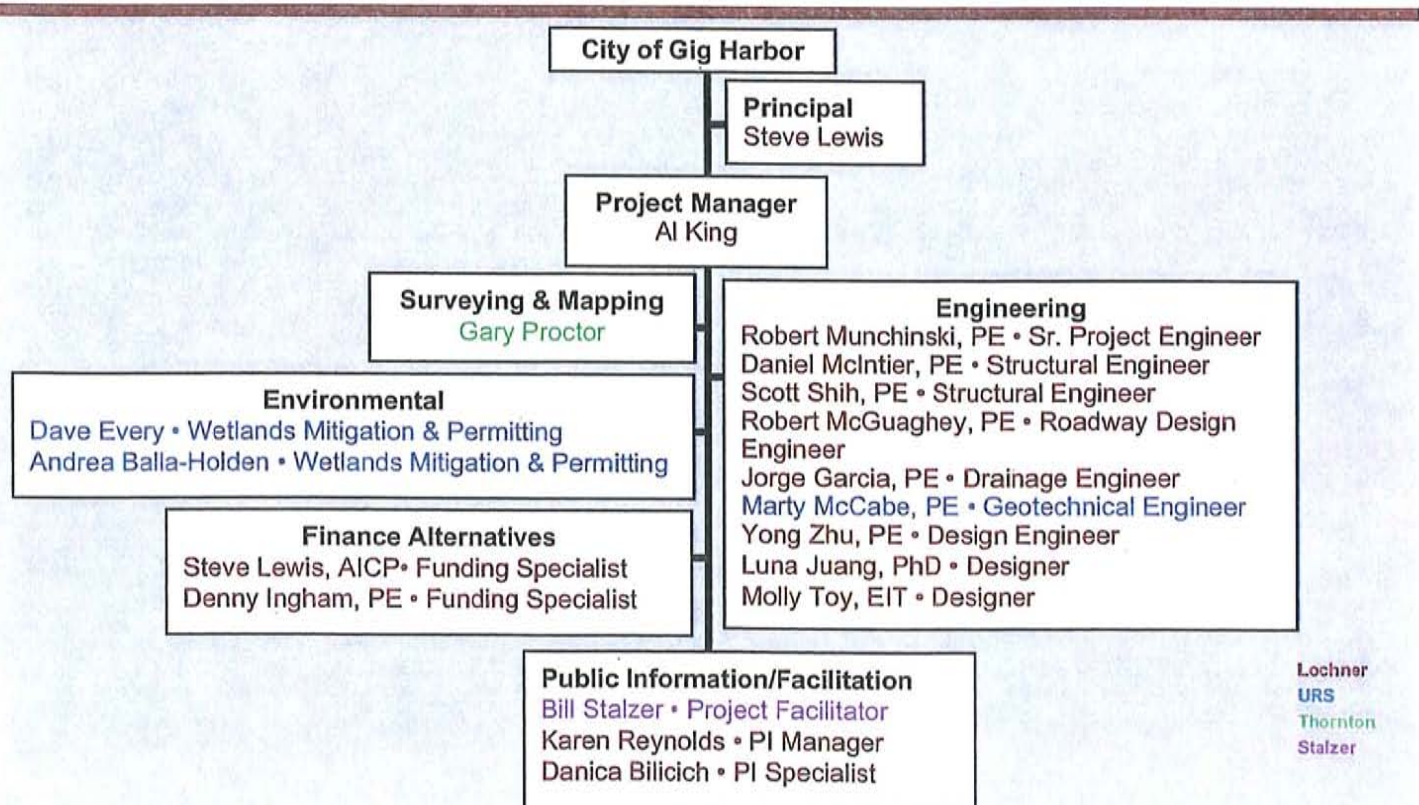 City of Gig Harbor
Principal
Steve Lewis
Project Manager
Al King
Surveying & Mapping
Gary Proctor
Engineering
Robert Munchinski, PE • Sr. Project Engineer
Daniel McIntier, PE • Structural Engineer
Scott Shih, PE • Structural Engineer
Robert McGuaghey, PE • Roadway Design
Engineer
Jorge Garcia, PE • Drainage Engineer
Marty McCabe, PE • Geotechnical Engineer
Yong Zhu, PE • Design Engineer
Luna Juang, PhD • Designer
Molly Toy, EIT • Designer
Environmental
Dave Every • Wetlands Mitigation & Permitting
Andrea Balla-Holden • Wetlands Mitigation & Permitting
Finance Alternatives
Steve Lewis, AICP• Funding Specialist
Denny Ingham, PE • Funding Specialist
Public Information/Facilitation
Bill Stalzer • Project Facilitator
Karen Reynolds • PI Manager
Danica Bilicich • PI Specialist
Lochner
URS
Thornton
Stalzer